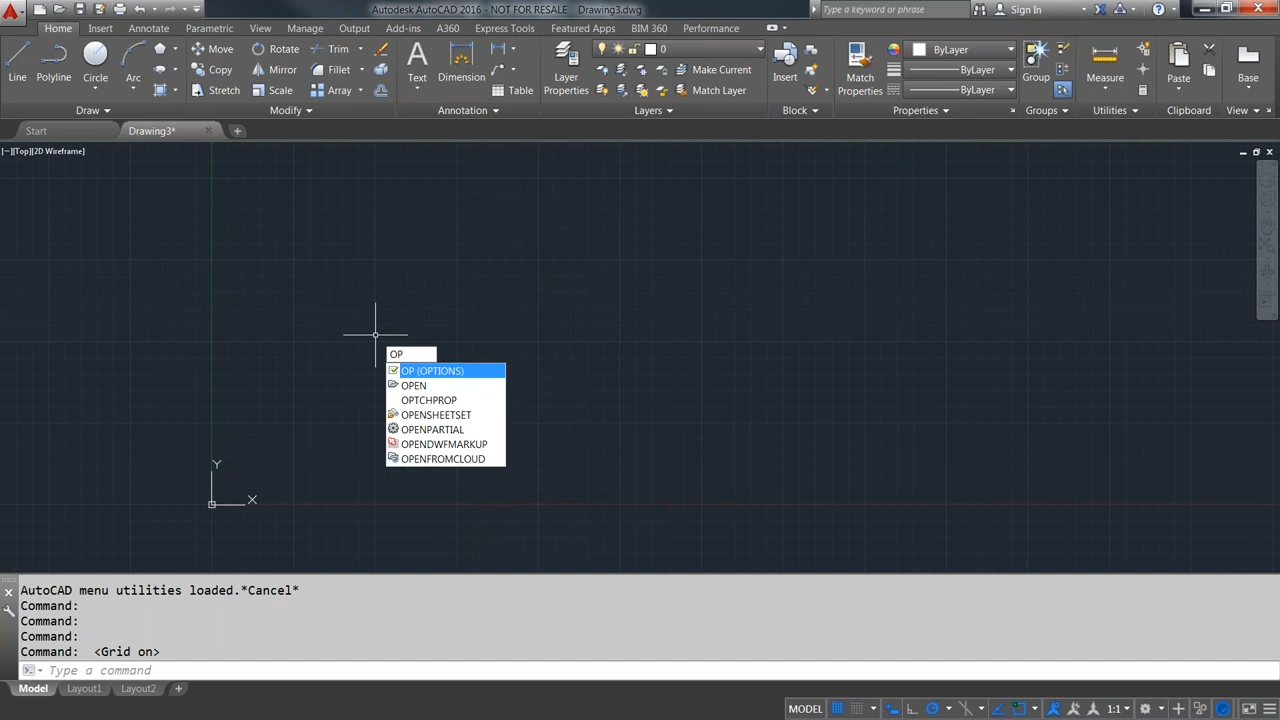 Autodesk AutoCAD 2016 - NOT FOR RESALE Drawing3.dwg
Type a keyword or phrase
Sign In
Home Insert Annotate Parametric View Manage Output Add-ins A360 Express Tools Featured Apps BIM 360 Performance
Line
Polyline
Circle
Arc
Move
Rotate
Trim
Copy
Mirror
Fillet
Stretch
Scale
Array
Text
Dimension
Table
Layer
Properties
0
Make Current
Match Layer
Insert
Match
Properties
ByLayer
ByLayer
ByLayer
Group
Measure
Paste
Base
Draw
Modify
Annotation
Layers
Block
Properties
Groups
Utilities
Clipboard
View
Start
Drawing3*
[−][Top][2D Wireframe]
OP
OP (OPTIONS)
OPEN
OPTCHPROP
OPENSHEETSET
OPENPARTIAL
OPENDWFMARKUP
OPENFROMCLOUD
Y
X
AutoCAD menu utilities loaded.*Cancel*
Command:
Command:
Command:
Command:  <Grid on>
Type a command
Model Layout1 Layout2
MODEL
1:1